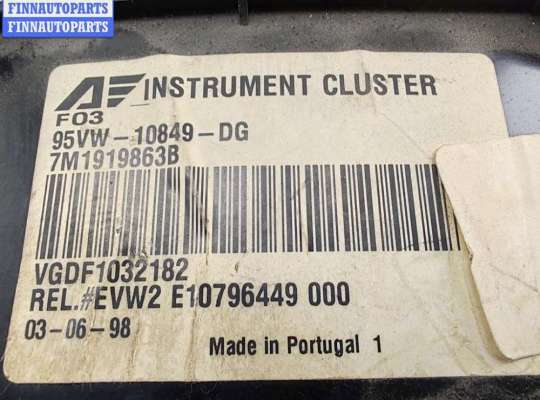 FINNAUTOPARTS
FINNAUTOPARTS
AF INSTRUMENT CLUSTER
F03
95VW-10849-DG
7M1919863B
VGDF1032182
REL.#EVW2 E10796449 000
03-06-98
Made in Portugal 1